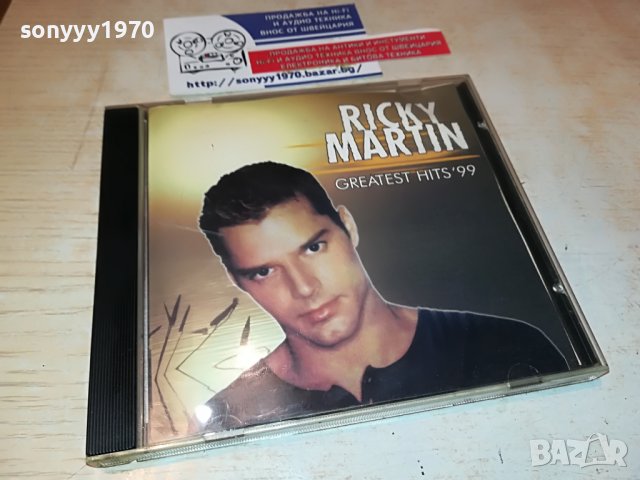 sonyyy1970
ПРОДАЖБА НА HI-FI
И АУДИО ТЕХНИКА
ВНОС ОТ ШВЕЙЦАРИЯ
ПРОДАЖБА НА АНТИКИ И ИНСТУМЕНТИ
HI-FI И АУДИО ТЕХНИКА ВНОС ОТ ШВЕЙЦАРИЯ
ЕЛЕКТРОНИКА И БИТОВА ТЕХНИКА
http://sonyyy1970.bazar.bg/
RICKY
MARTIN
GREATEST HITS '99
BAZAR